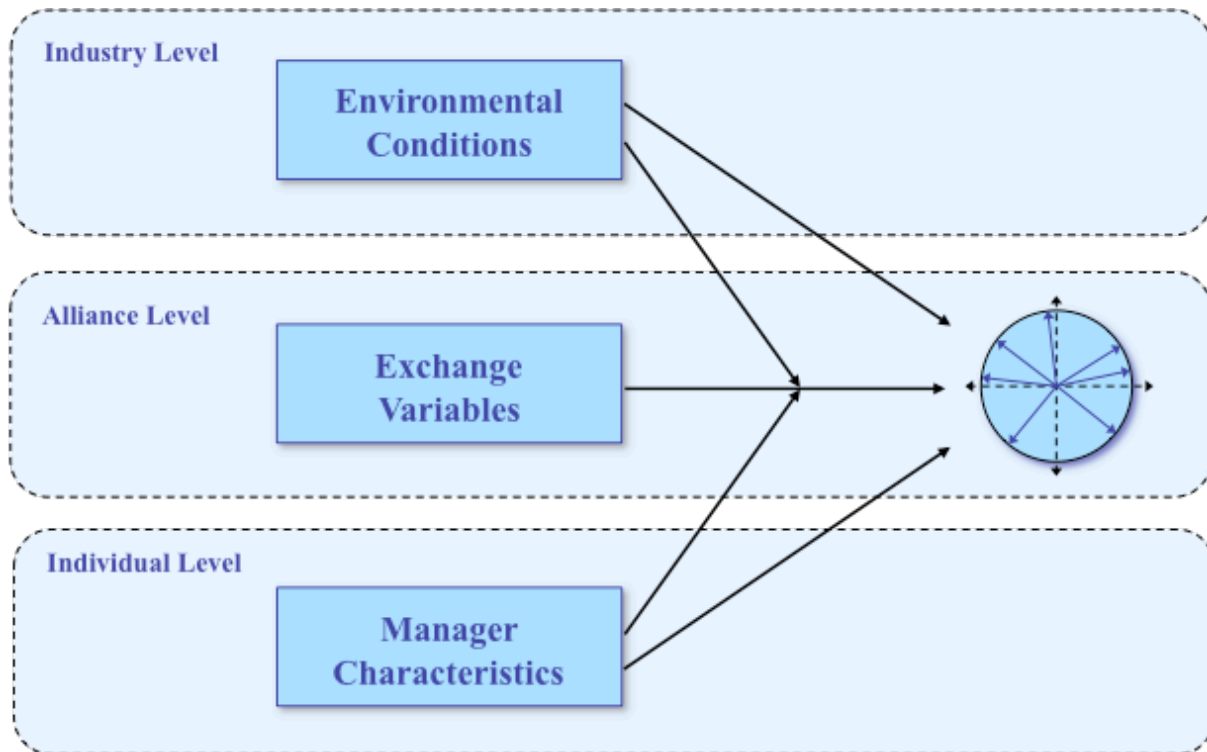 Industry Level
Environmental
Conditions
Alliance Level
Exchange
Variables
Individual Level
Manager
Characteristics